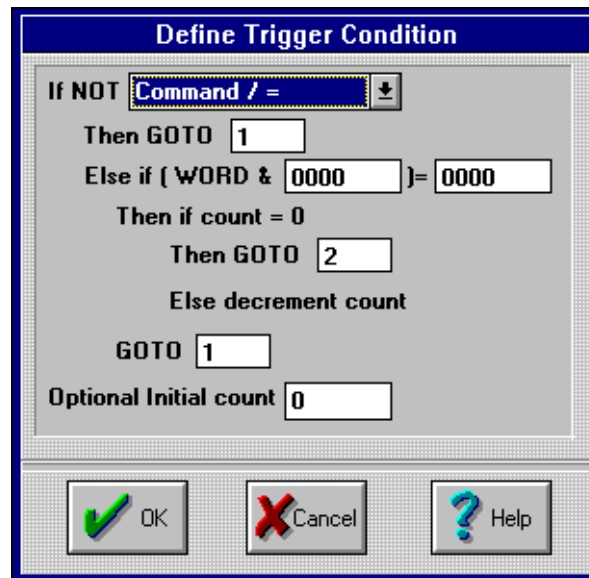 Define Trigger Condition
If NOT Command / =
Then GOTO 1
Else if ( WORD & 0000 )= 0000
Then if count = 0
Then GOTO 2
Else decrement count
GOTO 1
Optional Initial count 0
OK Cancel Help